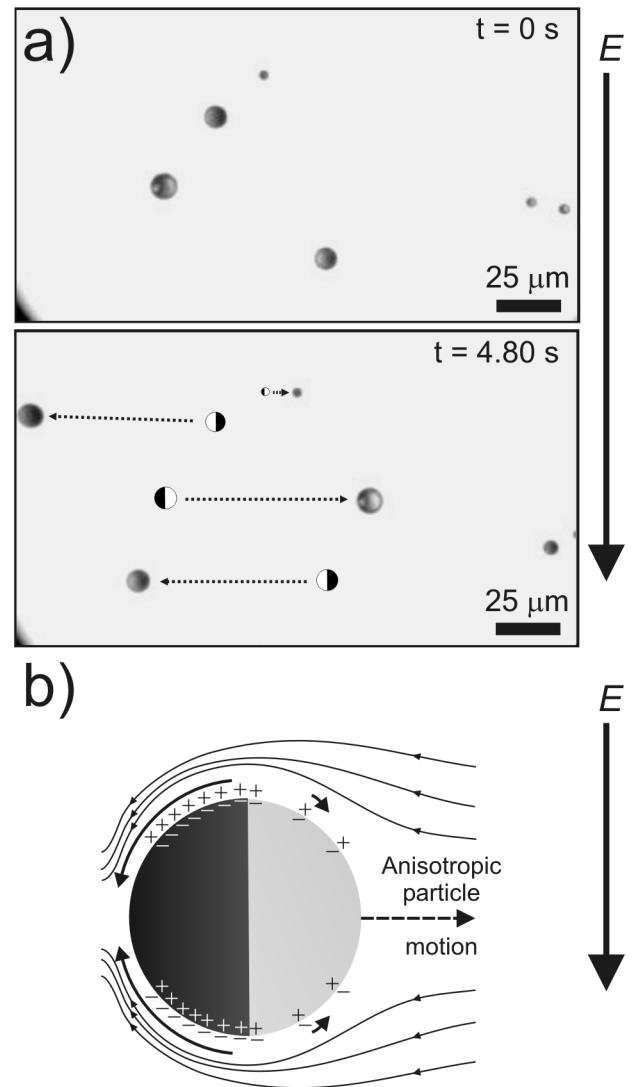 a)
t = 0 s
E
25 μm
t = 4.80 s
25 μm
b)
E
Anisotropic
particle
motion